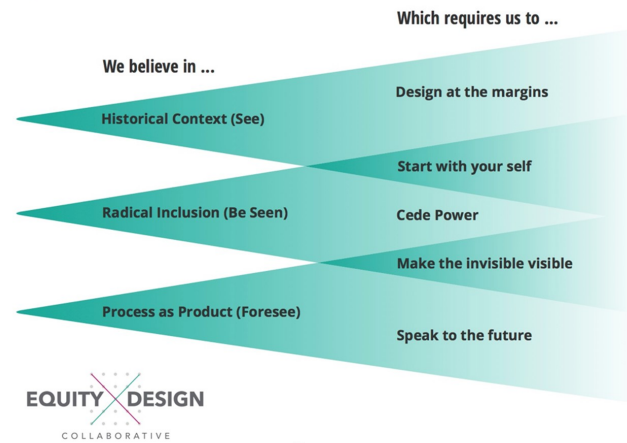 Which requires us to ...
We believe in ...
Design at the margins
Historical Context (See)
Start with your self
Radical Inclusion (Be Seen)
Cede Power
Make the invisible visible
Process as Product (Foresee)
Speak to the future
EQUITY DESIGN
COLLABORATIVE